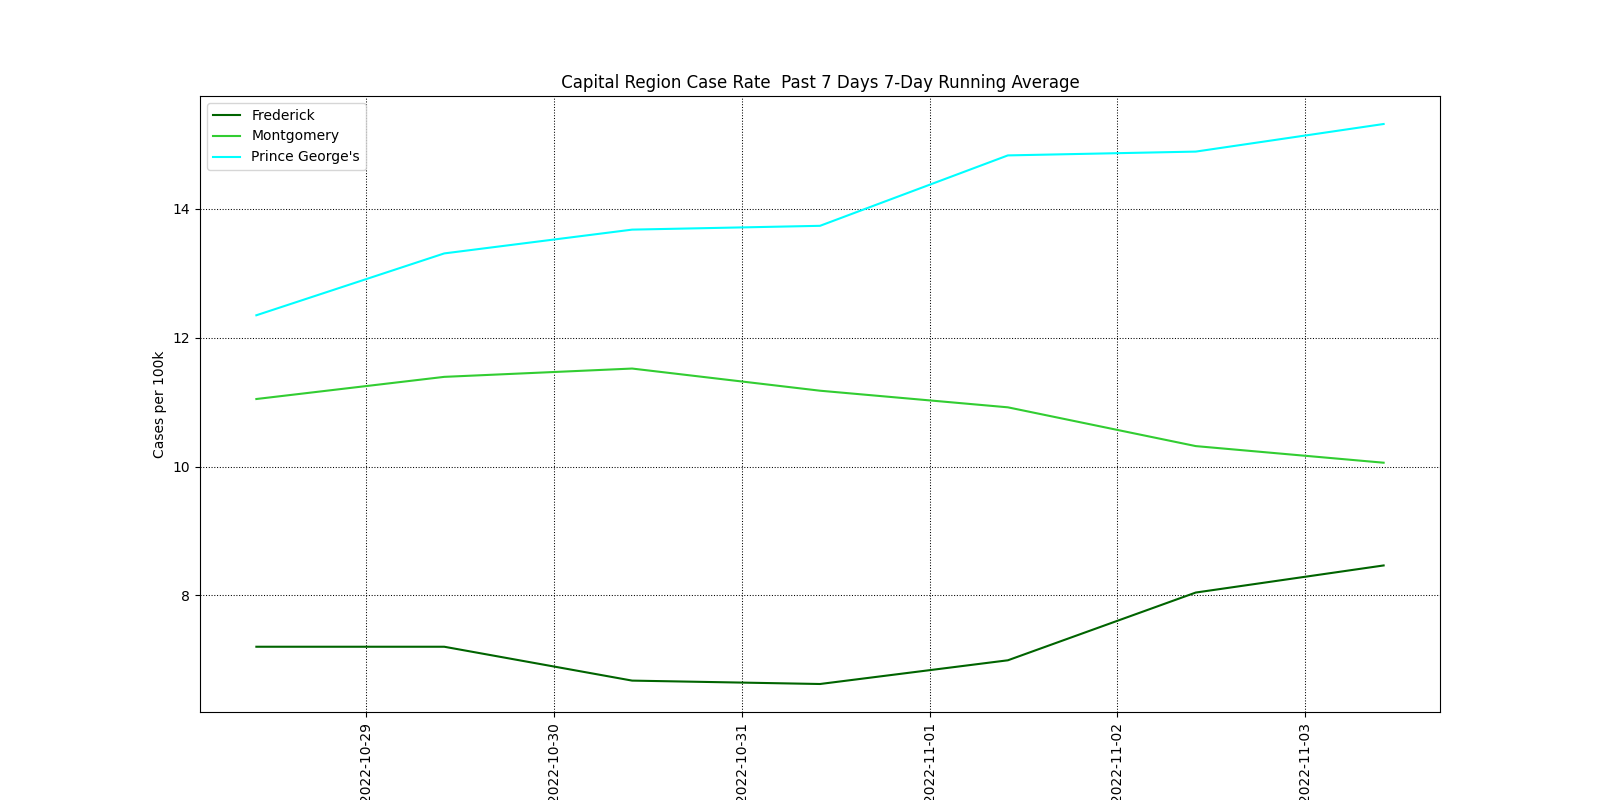 Capital Region Case Rate  Past 7 Days 7-Day Running Average
Frederick
Montgomery
Prince George's
Cases per 100k
14
12
10
8
2022-10-29
2022-10-30
2022-10-31
2022-11-01
2022-11-02
2022-11-03